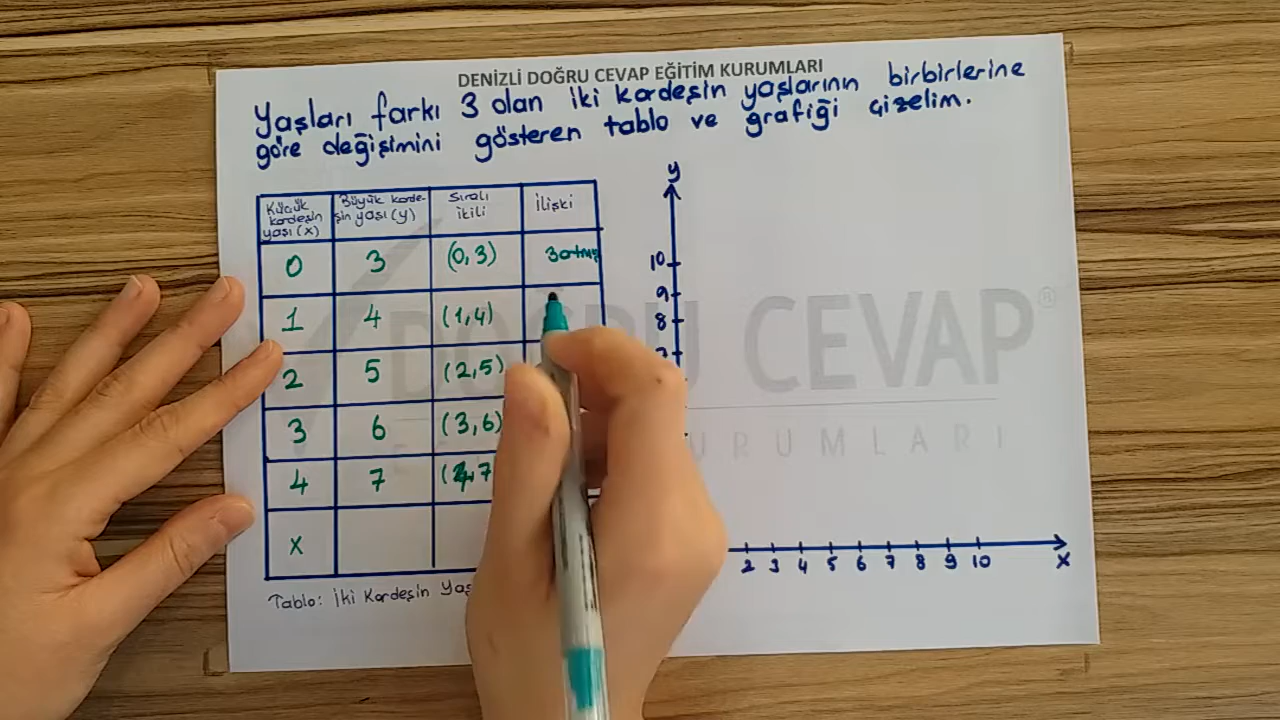 DENİZLİ DOĞRU CEVAP EĞİTİM KURUMLARI
Yaşları farkı 3 olan iki kardeşin yaşlarının birbirlerine
göre değişimini gösteren tablo ve grafiği çizelim.
Küçük kardeşin yaşı (x) Büyük kardeşin yaşı (y) Sıralı ikili İlişki
0 3 (0,3) 3 artmış
1 4 (1,4)
2 5 (2,5)
3 6 (3,6)
4 7 (4,7
x
Tablo: İki Kardeşin
y
10
9
8
7
2 3 4 5 6 7 8 9 10 x
DOĞRU CEVAP®
KURUMLARI